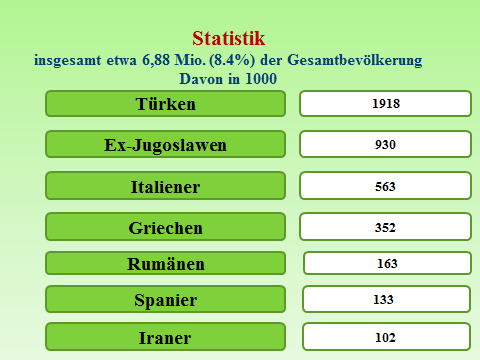 Statistik
insgesamt etwa 6,88 Mio. (8.4%) der Gesamtbevölkerung
Davon in 1000
Türken 1918
Ex-Jugoslawen 930
Italiener 563
Griechen 352
Rumänen 163
Spanier 133
Iraner 102